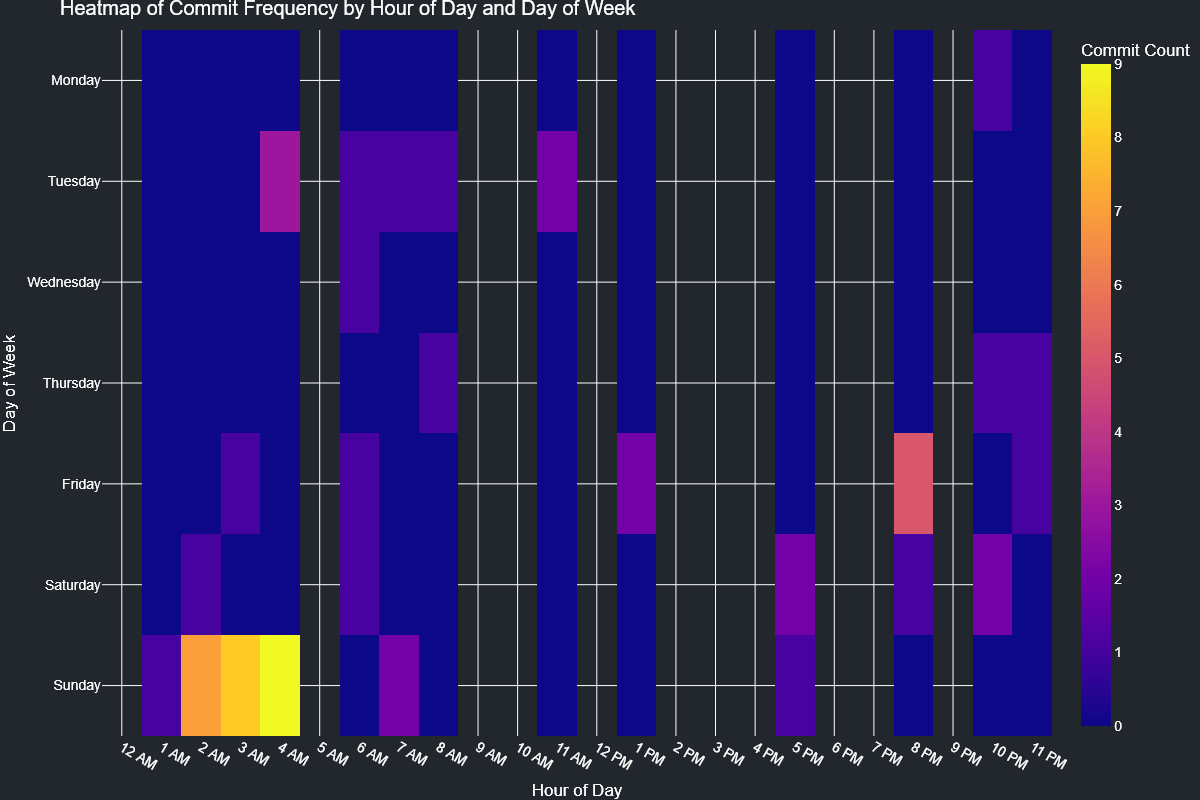 Heatmap of Commit Frequency by Hour of Day and Day of Week
Commit Count
9
8
7
6
5
4
3
2
1
0
Day of Week
Monday
Tuesday
Wednesday
Thursday
Friday
Saturday
Sunday
12 AM 1 AM 2 AM 3 AM 4 AM 5 AM 6 AM 7 AM 8 AM 9 AM 10 AM 11 AM 12 PM 1 PM 2 PM 3 PM 4 PM 5 PM 6 PM 7 PM 8 PM 9 PM 10 PM 11 PM
Hour of Day